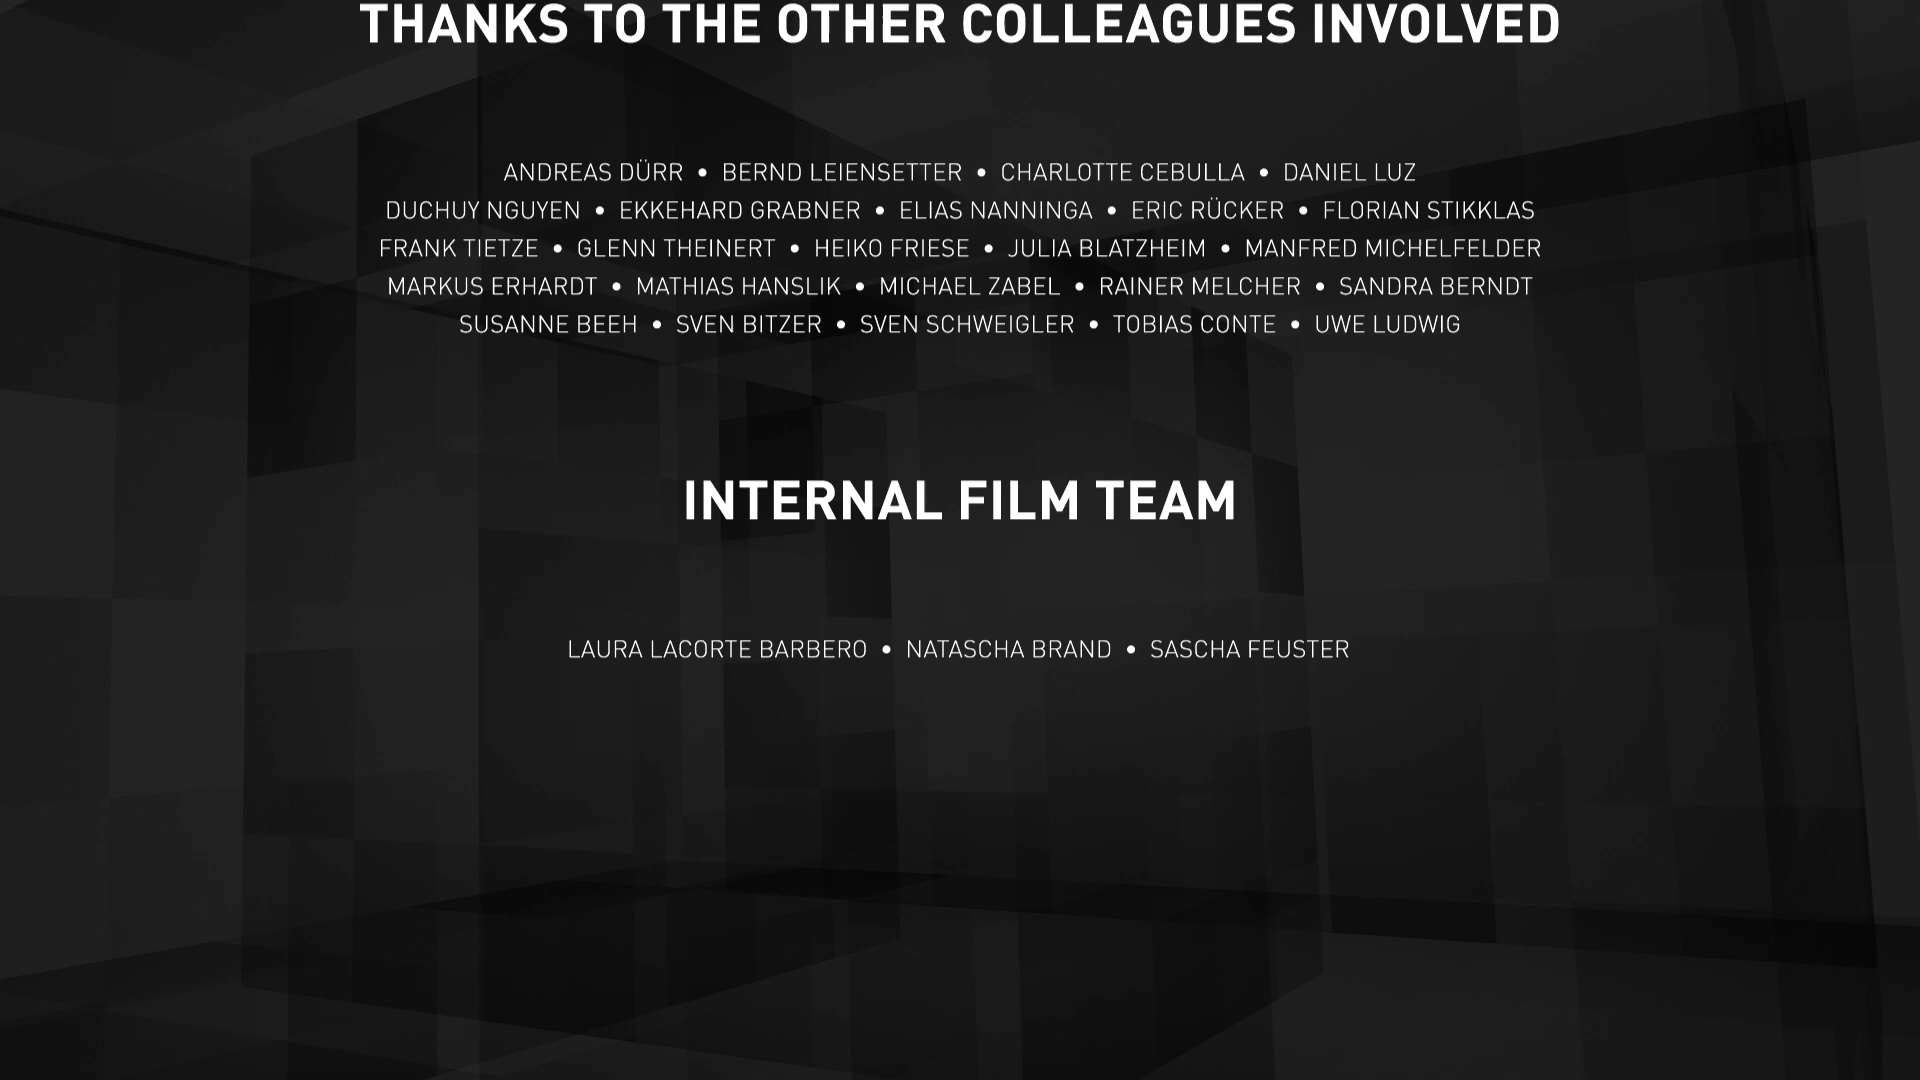 THANKS TO THE OTHER COLLEAGUES INVOLVED
ANDREAS DÜRR • BERND LEIENSETTER • CHARLOTTE CEBULLA • DANIEL LUZ
DUCHUY NGUYEN • EKKEHARD GRABNER • ELIAS NANNINGA • ERIC RÜCKER • FLORIAN STIKKLAS
FRANK TIETZE • GLENN THEINERT • HEIKO FRIESE • JULIA BLATZHEIM • MANFRED MICHELFELDER
MARKUS ERHARDT • MATHIAS HANSLIK • MICHAEL ZABEL • RAINER MELCHER • SANDRA BERNDT
SUSANNE BEEH • SVEN BITZER • SVEN SCHWEIGLER • TOBIAS CONTE • UWE LUDWIG
INTERNAL FILM TEAM
LAURA LACORTE BARBERO • NATASCHA BRAND • SASCHA FEUSTER